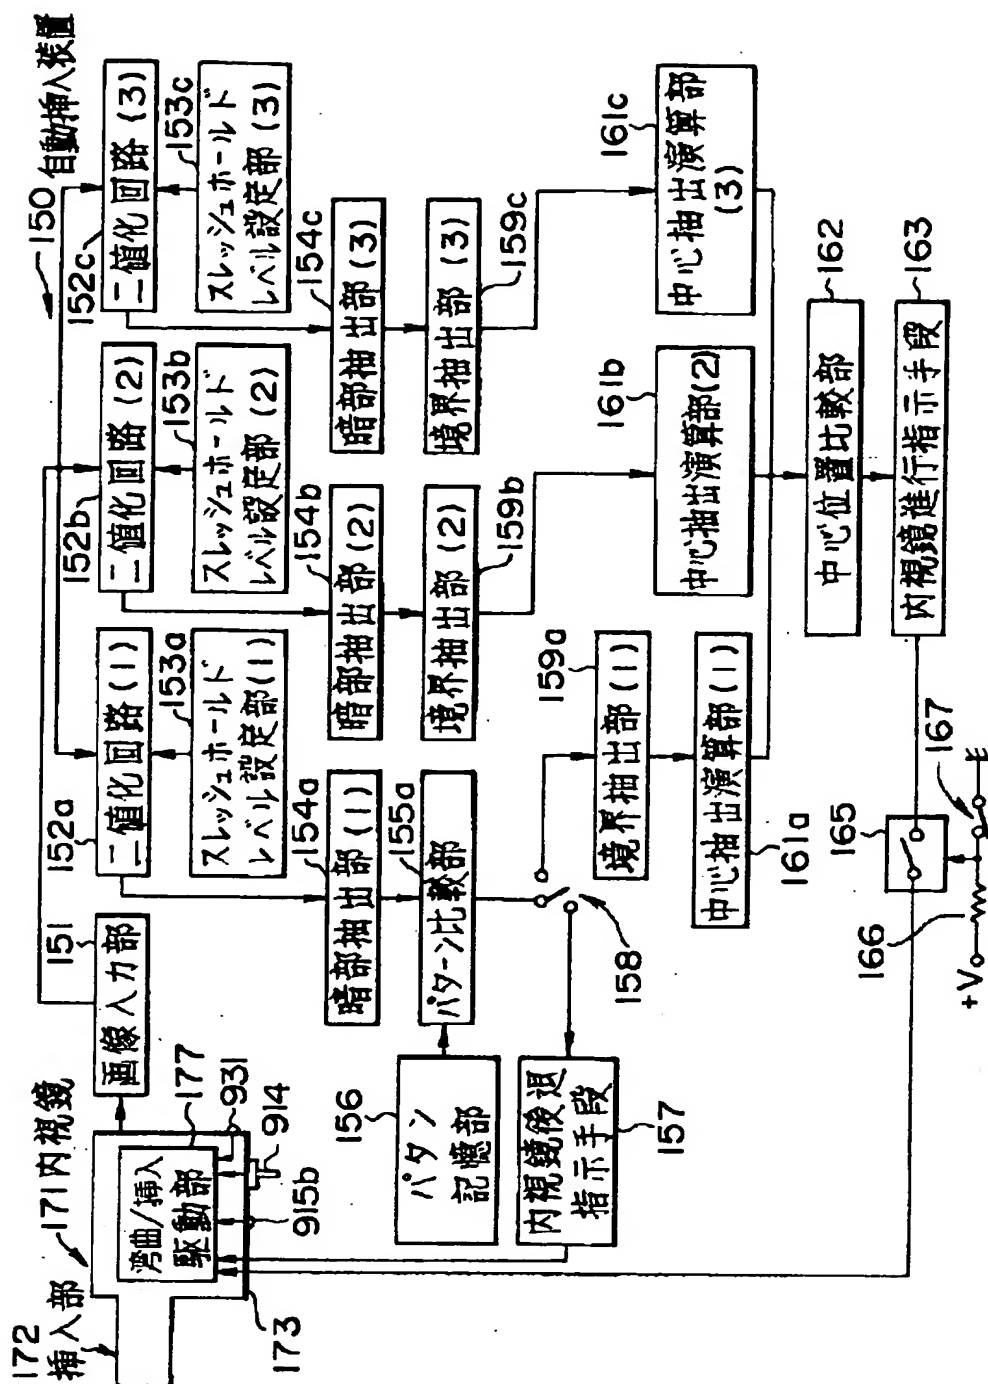 172
挿入部
171内視鏡
173
弯曲/挿入
駆動部
177
931
914
915b
画像入力部
151
150
自動挿入装置
152a
二値化回路(1)
152b
二値化回路(2)
152c
二値化回路(3)
153a
スレッシュホールド
レベル設定部(1)
153b
スレッシュホールド
レベル設定部(2)
153c
スレッシュホールド
レベル設定部(3)
154a
暗部抽出部(1)
154b
暗部抽出部(2)
154c
暗部抽出部(3)
155a
パターン比較部
156
パタン
記憶部
157
内視鏡後退
指示手段
158
159a
境界抽出部(1)
159b
境界抽出部(2)
159c
境界抽出部(3)
161a
中心抽出演算部(1)
161b
中心抽出演算部(2)
161c
中心抽出演算部
(3)
162
中心位置比較部
163
内視鏡進行指示手段
165
166
167
+V